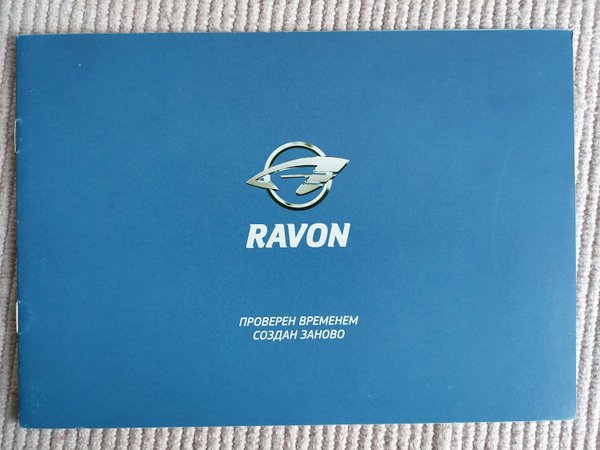 RAVON
ПРОВЕРЕН ВРЕМЕНЕМ
СОЗДАН ЗАНОВО